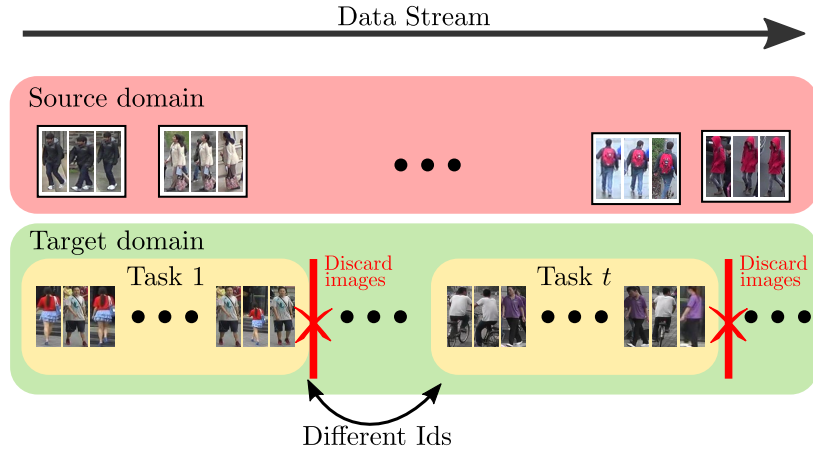 Data Stream
Source domain
Target domain
Task 1
Discard
images
Task t
Discard
images
Different Ids